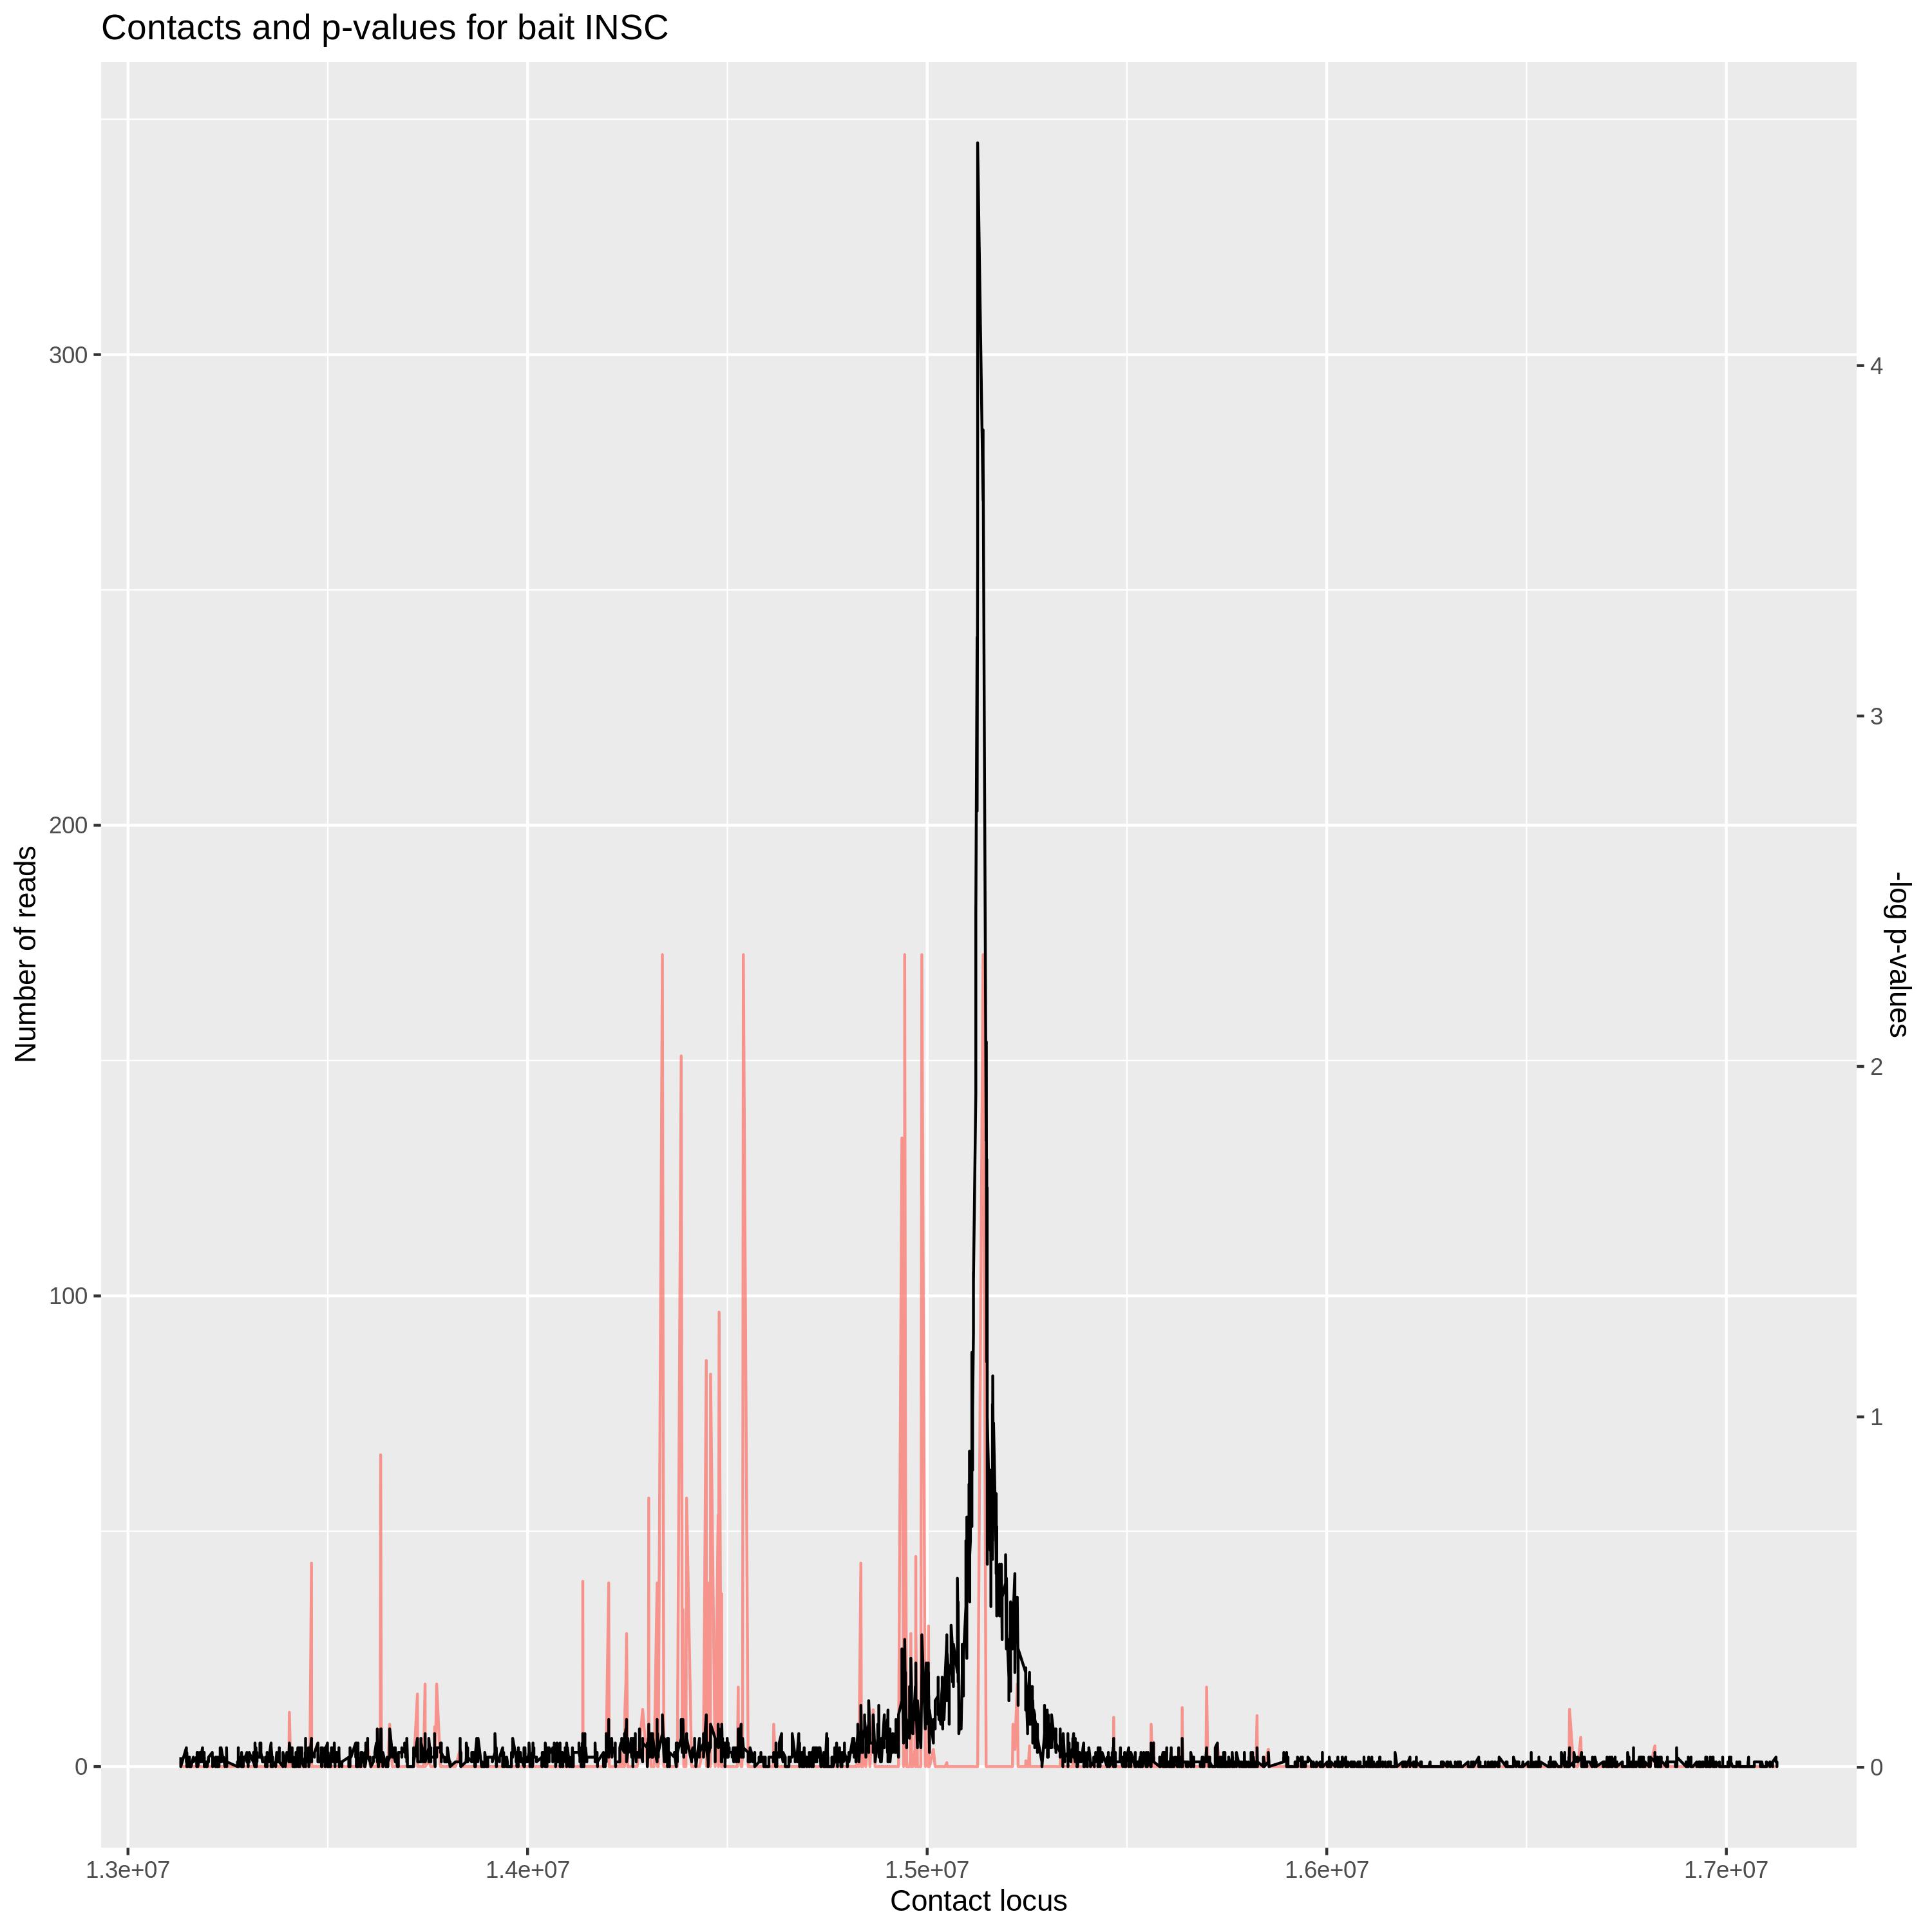 Contacts and p-values for bait INSC
Number of reads
300
200
100
0
-log p-values
4
3
2
1
0
1.3e+07
1.4e+07
1.5e+07
1.6e+07
1.7e+07
Contact locus